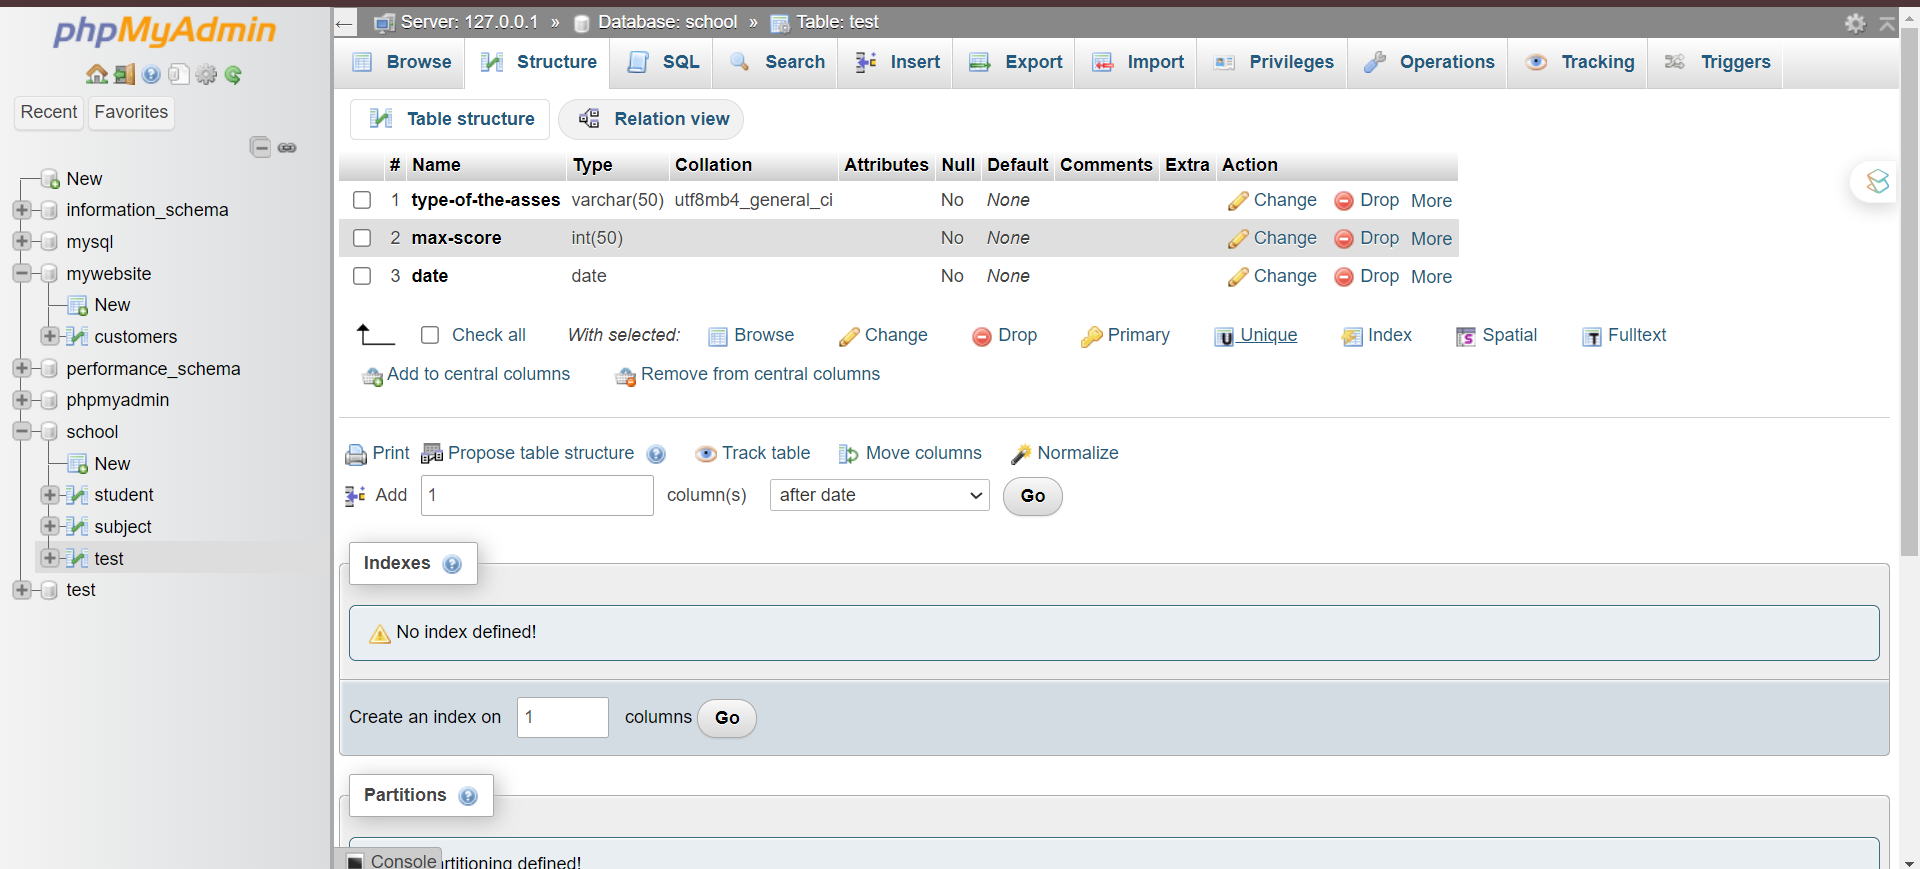 phpMyAdmin
Recent Favorites
New
information_schema
mysql
mywebsite
New
customers
performance_schema
phpmyadmin
school
New
student
subject
test
test
Server: 127.0.0.1 » Database: school » Table: test
Browse Structure SQL Search Insert Export Import Privileges Operations Tracking Triggers
Table structure Relation view
# Name Type Collation Attributes Null Default Comments Extra Action
1 type-of-the-asses varchar(50) utf8mb4_general_ci No None Change Drop More
2 max-score int(50) No None Change Drop More
3 date date No None Change Drop More
Check all With selected: Browse Change Drop Primary Unique Index Spatial Fulltext
Add to central columns Remove from central columns
Print Propose table structure Track table Move columns Normalize
Add 1 column(s) after date Go
Indexes
No index defined!
Create an index on 1 columns Go
Partitions
Console rtitioning defined!